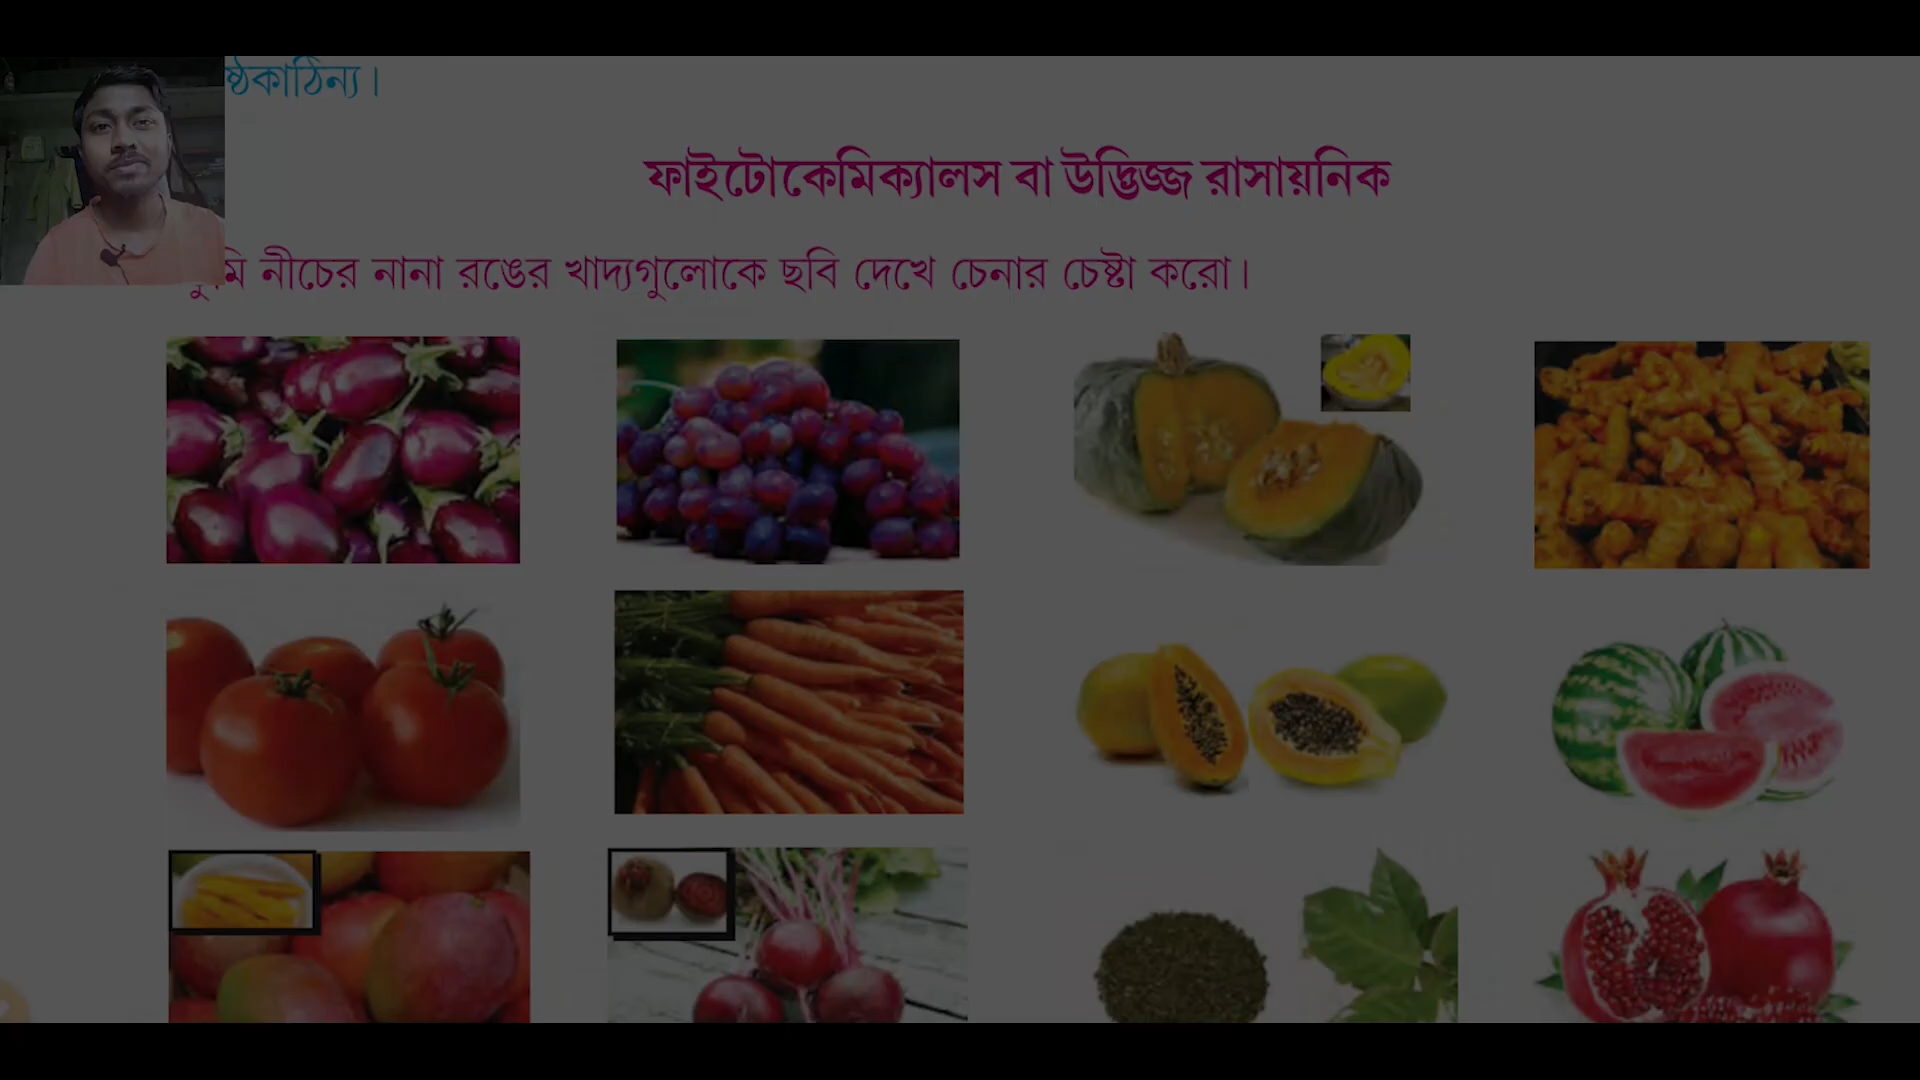 ষ্ঠকাঠিন্য।
ফাইটোকেমিক্যালস বা উদ্ভিজ্জ রাসায়নিক
নীচের নানা রঙের খাদ্যগুলোকে ছবি দেখে চেনার চেষ্টা করো।